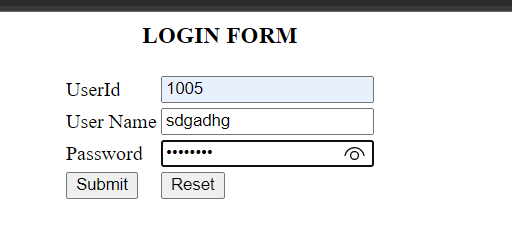 LOGIN FORM
UserId 1005
User Name sdgadhg
Password ••••••••
Submit Reset